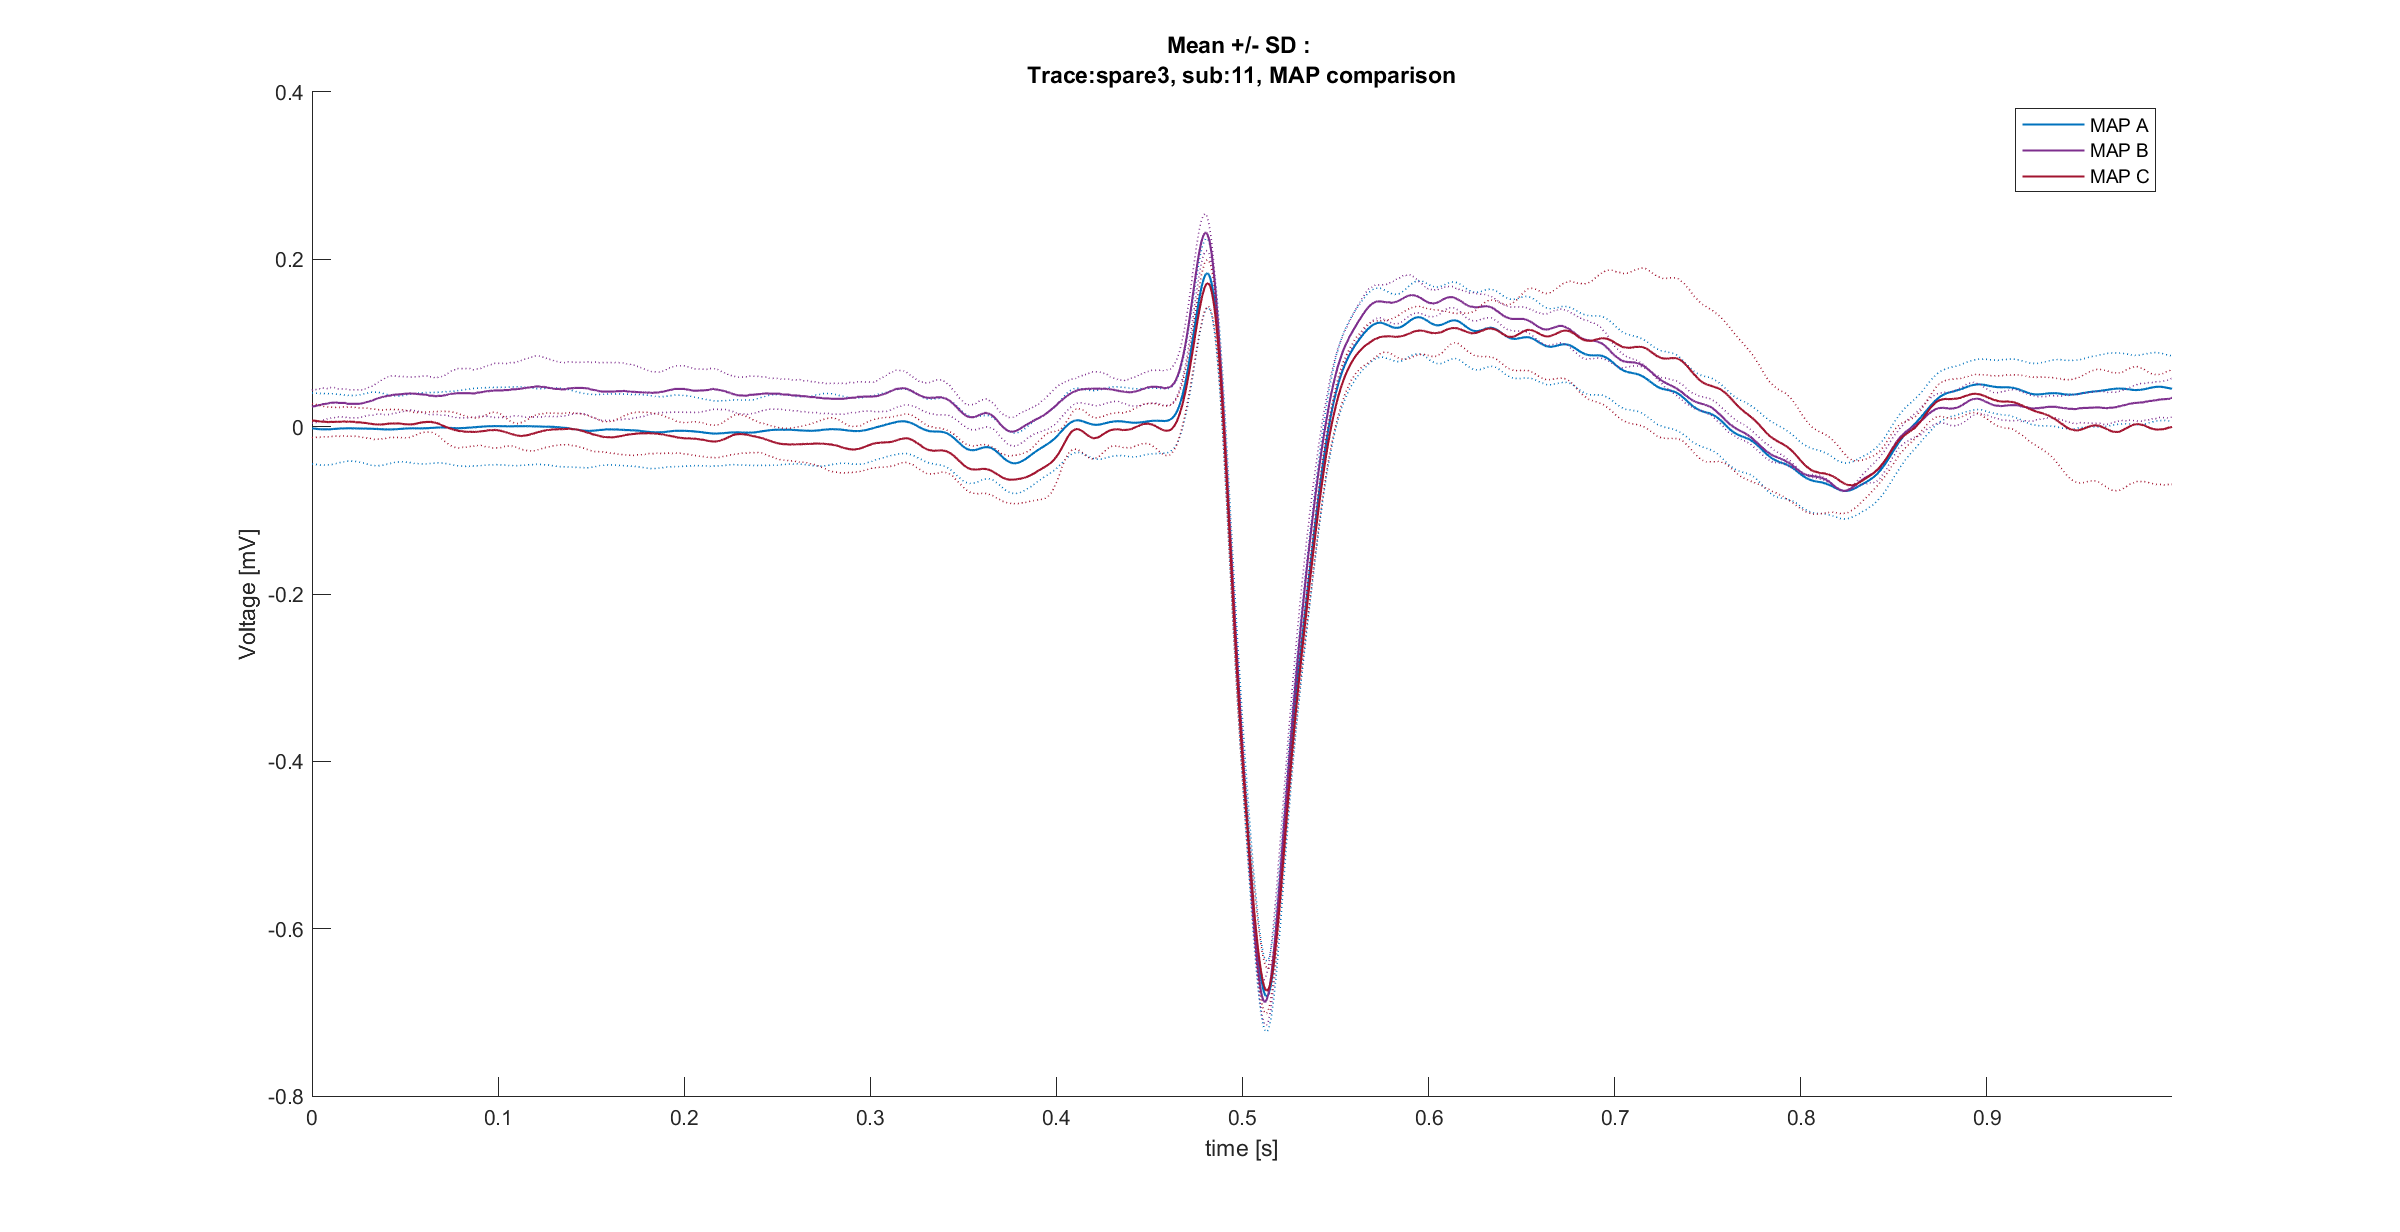 Mean +/- SD :
Trace:spare3, sub:11, MAP comparison
MAP A
MAP B
MAP C
Voltage [mV]
0.4
0.2
0
-0.2
-0.4
-0.6
-0.8
0 0.1 0.2 0.3 0.4 0.5 0.6 0.7 0.8 0.9
time [s]